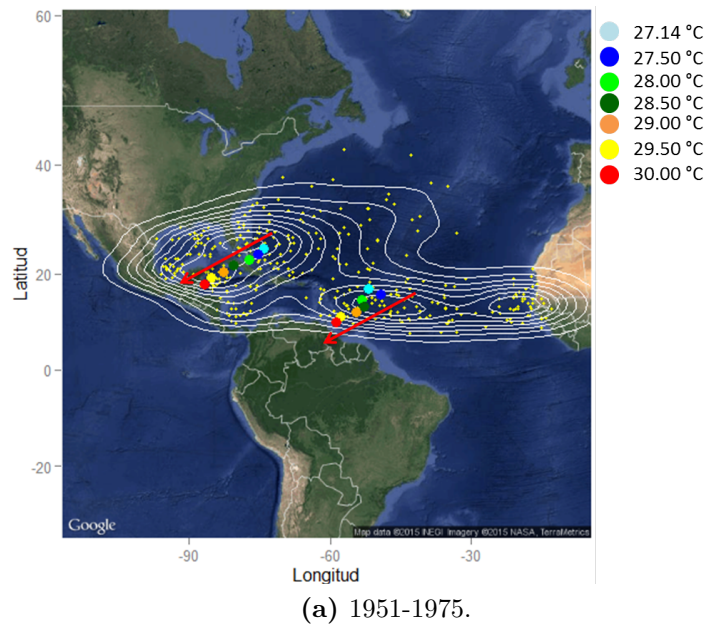 60
40
20
0
-20
Latitud
-90
-60
-30
Longitud
Google
Map data ©2015 INEGI Imagery ©2015 NASA, TerraMetrics
27.14 °C
27.50 °C
28.00 °C
28.50 °C
29.00 °C
29.50 °C
30.00 °C
(a) 1951-1975.